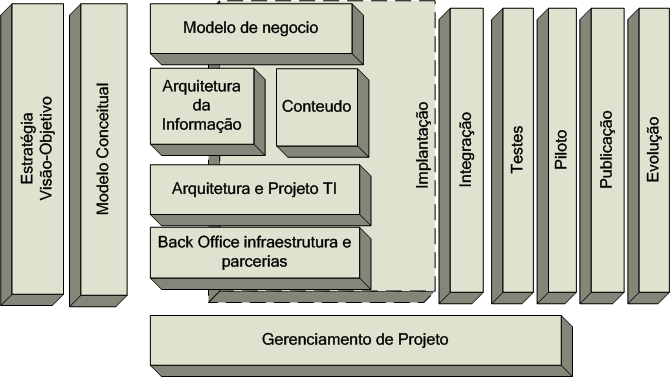 Estratégia
Visão-Objetivo
Modelo Conceitual
Modelo de negocio
Arquitetura
da
Informação
Conteudo
Arquitetura e Projeto TI
Back Office infraestrutura e
parcerias
Implantação
Integração
Testes
Piloto
Publicação
Evolução
Gerenciamento de Projeto